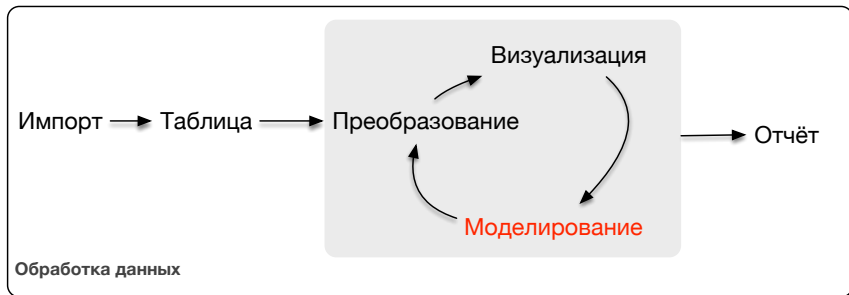 Визуализация
Импорт
Таблица
Преобразование
Отчёт
Моделирование
Обработка данных